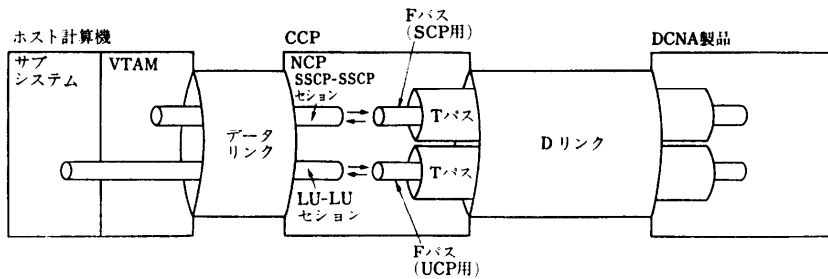 ホスト計算機
CCP
Fパス
(SCP用)
DCNA製品
サブ
システム
VTAM
NCP
SSCP-SSCP
セション
データ
リンク
Tパス
Dリンク
Tパス
LU-LU
セション
Fパス
(UCP用)